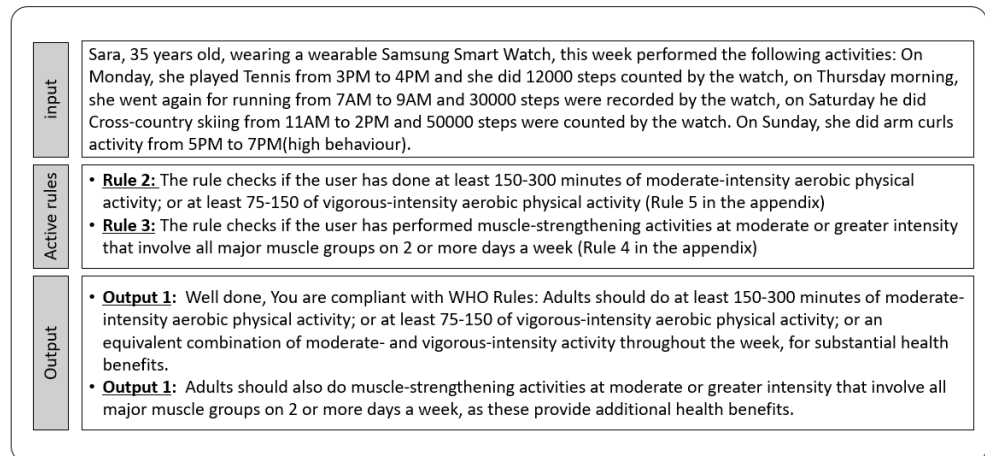 input
Sara, 35 years old, wearing a wearable Samsung Smart Watch, this week performed the following activities: On
Monday, she played Tennis from 3PM to 4PM and she did 12000 steps counted by the watch, on Thursday morning,
she went again for running from 7AM to 9AM and 30000 steps were recorded by the watch, on Saturday he did
Cross-country skiing from 11AM to 2PM and 50000 steps were counted by the watch. On Sunday, she did arm curls
activity from 5PM to 7PM(high behaviour).
Active rules
• Rule 2: The rule checks if the user has done at least 150-300 minutes of moderate-intensity aerobic physical
activity; or at least 75-150 of vigorous-intensity aerobic physical activity (Rule 5 in the appendix)
• Rule 3: The rule checks if the user has performed muscle-strengthening activities at moderate or greater intensity
that involve all major muscle groups on 2 or more days a week (Rule 4 in the appendix)
Output
• Output 1: Well done, You are compliant with WHO Rules: Adults should do at least 150-300 minutes of moderate-
intensity aerobic physical activity; or at least 75-150 of vigorous-intensity aerobic physical activity; or an
equivalent combination of moderate- and vigorous-intensity activity throughout the week, for substantial health
benefits.
• Output 1: Adults should also do muscle-strengthening activities at moderate or greater intensity that involve all
major muscle groups on 2 or more days a week, as these provide additional health benefits.